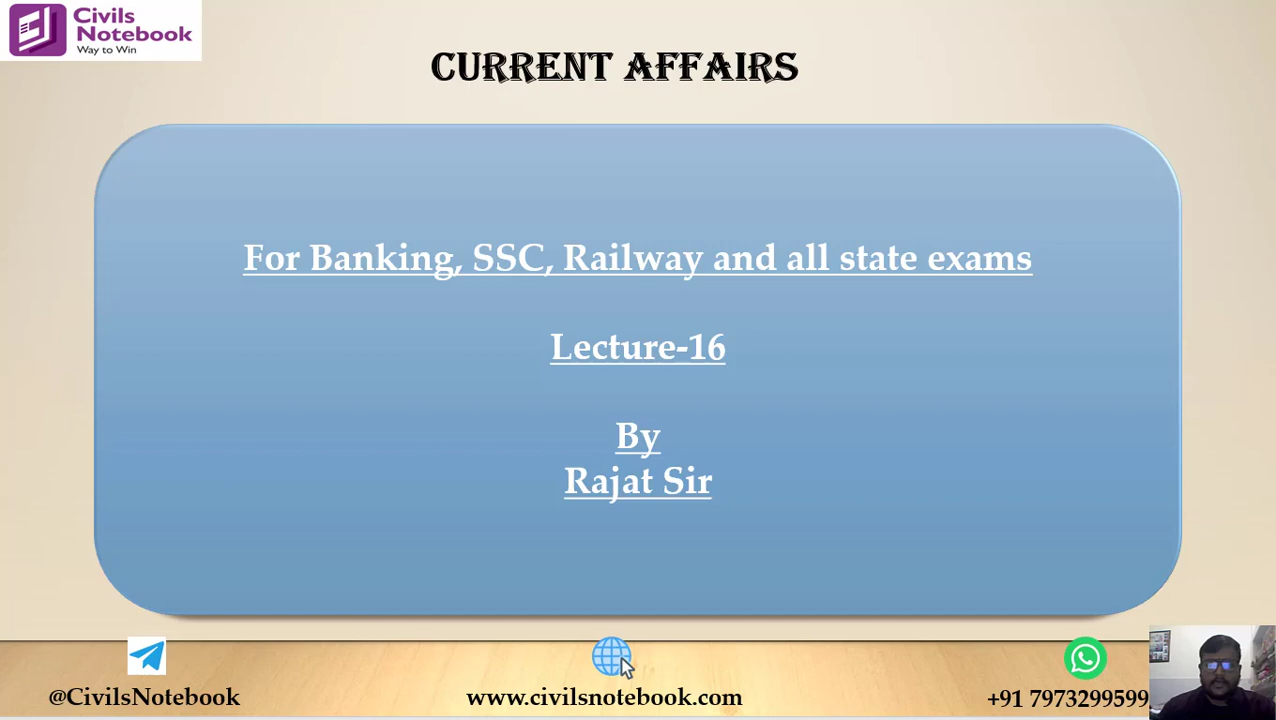 Civils
Notebook
Way to Win
CURRENT AFFAIRS
For Banking, SSC, Railway and all state exams
Lecture-16
By
Rajat Sir
@CivilsNotebook
www.civilsnotebook.com
+91 7973299599